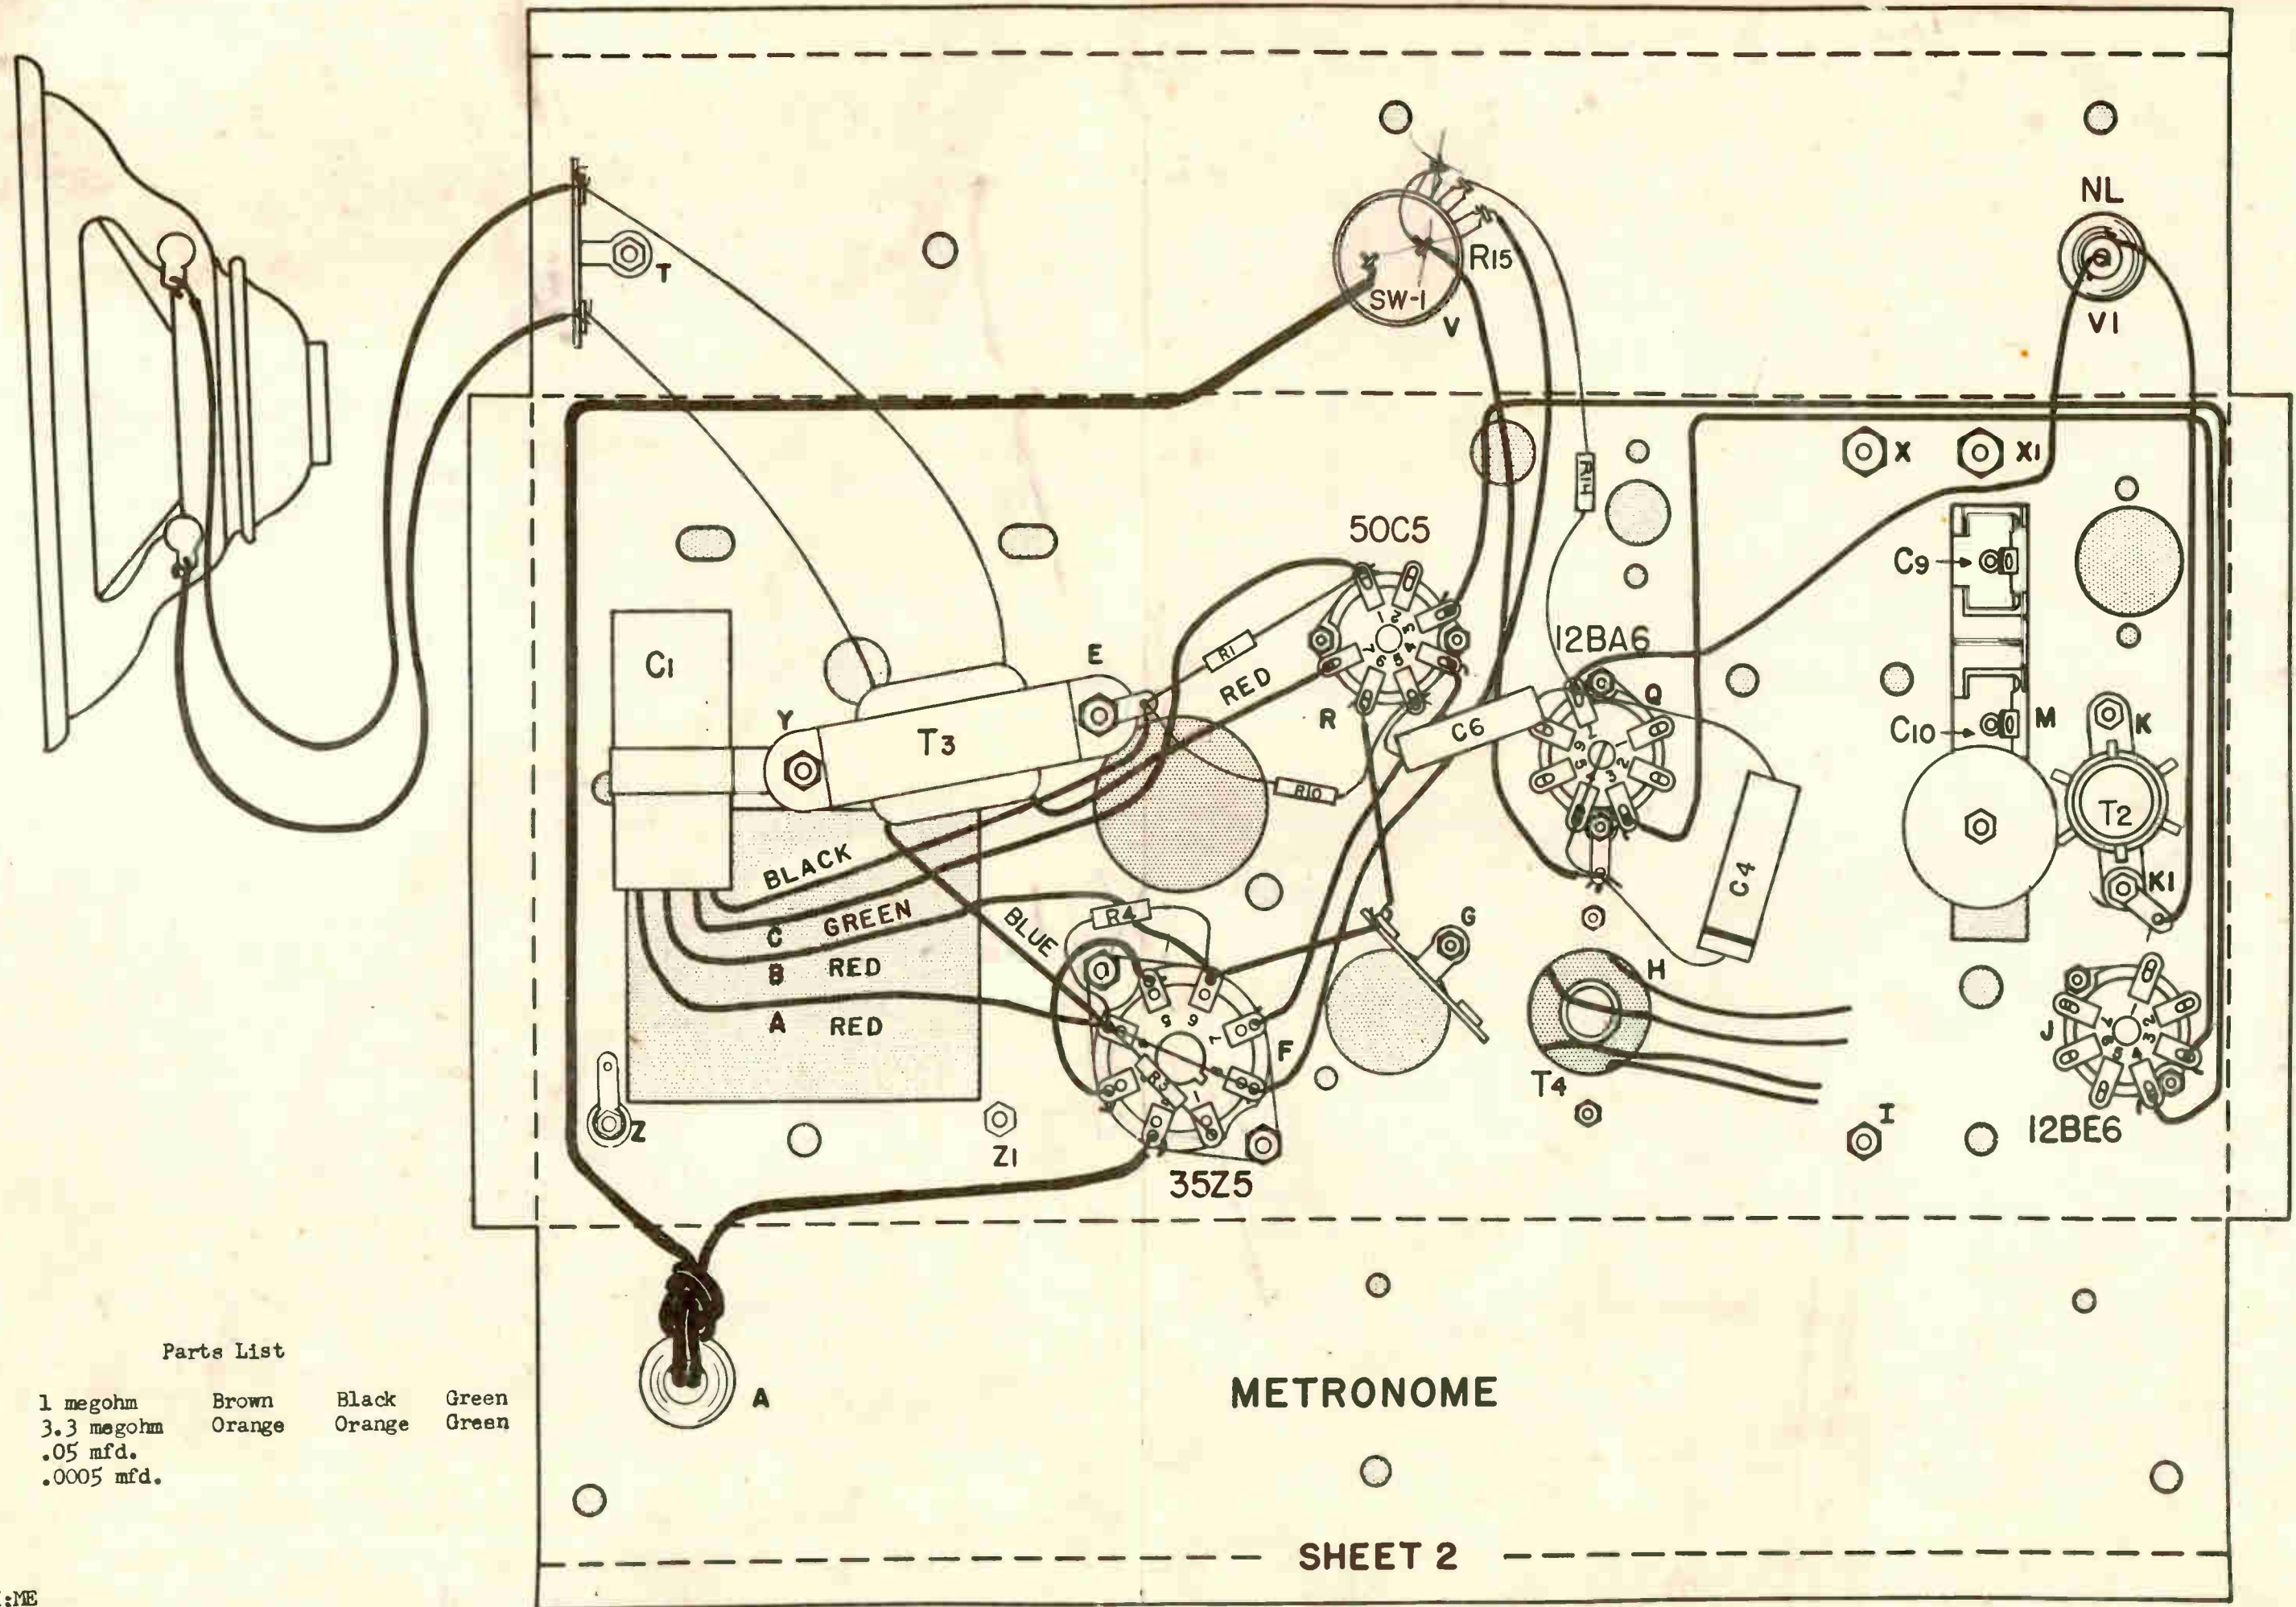 NL
T
R15
SW-1
V
V1
X
X1
R14
50C5
C9
12BA6
C1
E
R1
RED
Q
Y
T3
R
C6
C10
M
K
R10
T2
BLACK
C4
K1
C GREEN
BLUE
R4
G
B RED
H
A RED
F
J
R3
T4
I
Z
Z1
12BE6
35Z5
A
Parts List
1 megohm Brown Black Green
3.3 megohm Orange Orange Green
.05 mfd.
.0005 mfd.
METRONOME
SHEET 2
:ME